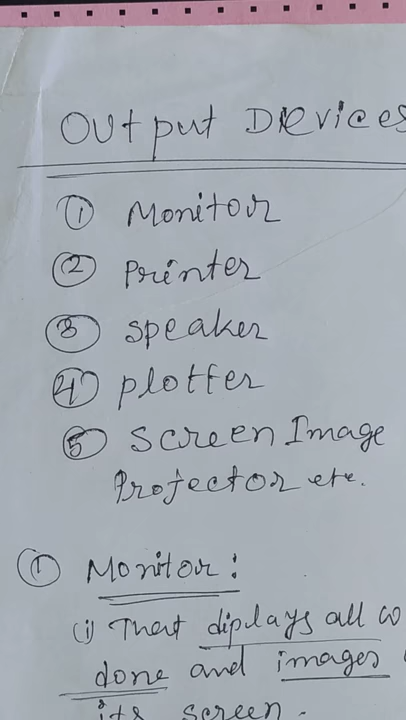 Output Devices
① Monitor
② Printer
③ speaker
④ plotter
⑤ Screen Image
Projector etc.
① Monitor:
(i) That diplays all
done and images
its screen.